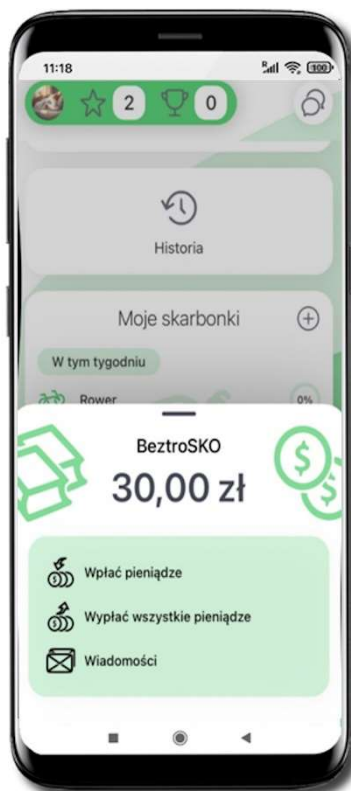 11:18
R
100
2
0
Historia
Moje skarbonki
W tym tygodniu
Rower
0%
BeztroSKO
30,00 zł
$
$
Wpłać pieniądze
Wypłać wszystkie pieniądze
Wiadomości